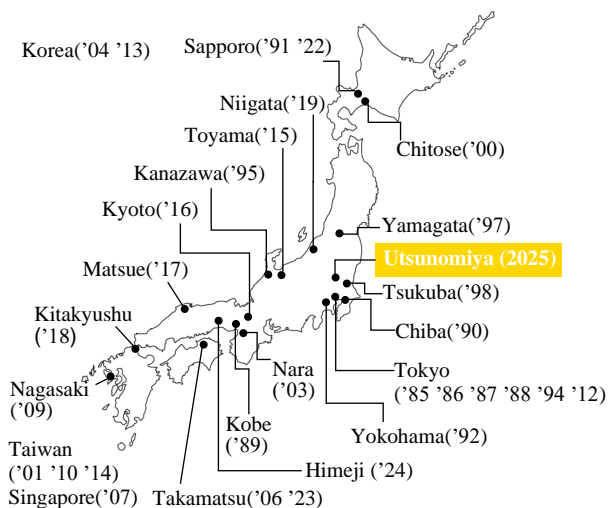 Korea(’04 ’13)
Sapporo(’91 ’22)
Niigata(’19)
Toyama(’15)
Chitose(’00)
Kanazawa(’95)
Kyoto(’16)
Yamagata(’97)
Utsunomiya (2025)
Matsue(’17)
Tsukuba(’98)
Kitakyushu
(’18)
Chiba(’90)
Nagasaki
(’09)
Nara
(’03)
Tokyo
(’85 ’86 ’87 ’88 ’94 ’12)
Kobe
(’89)
Yokohama(’92)
Taiwan
(’01 ’10 ’14)
Himeji (’24)
Singapore(’07)
Takamatsu(’06 ’23)